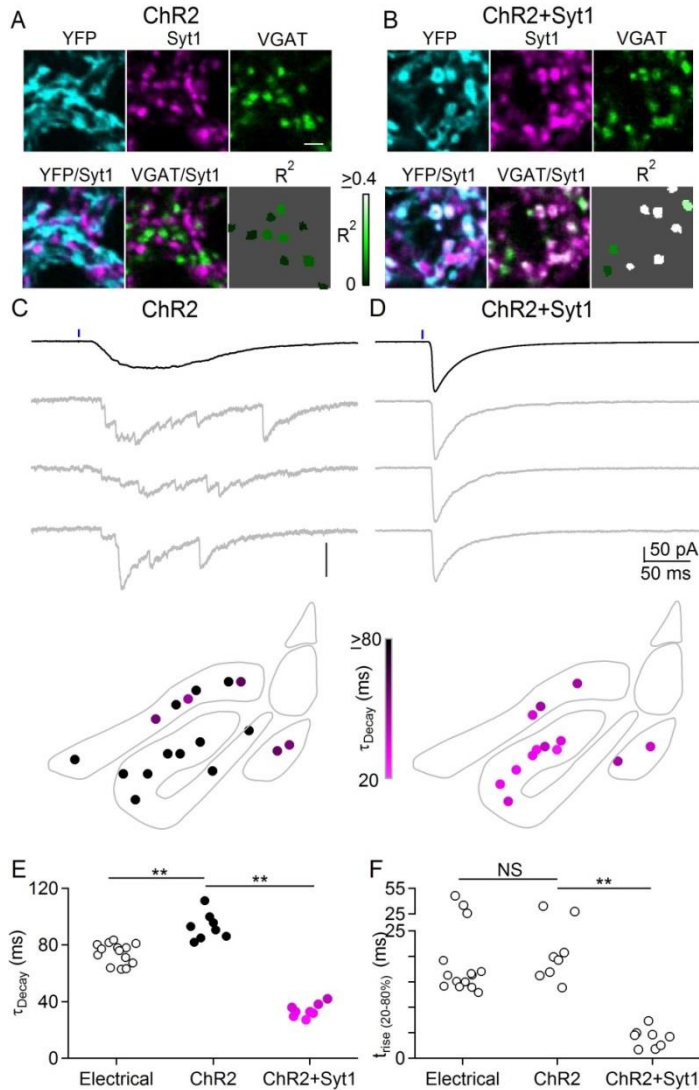 A ChR2
YFP Syt1 VGAT
YFP/Syt1 VGAT/Syt1 R²
≥0.4
R²
0
B ChR2+Syt1
YFP Syt1 VGAT
YFP/Syt1 VGAT/Syt1 R²
C ChR2
D ChR2+Syt1
50 pA
50 ms
≥80
τDecay (ms)
20
E
** **
120
80
40
0
τDecay (ms)
Electrical ChR2 ChR2+Syt1
F
NS **
55
25
25
0
trise (20-80%) (ms)
Electrical ChR2 ChR2+Syt1